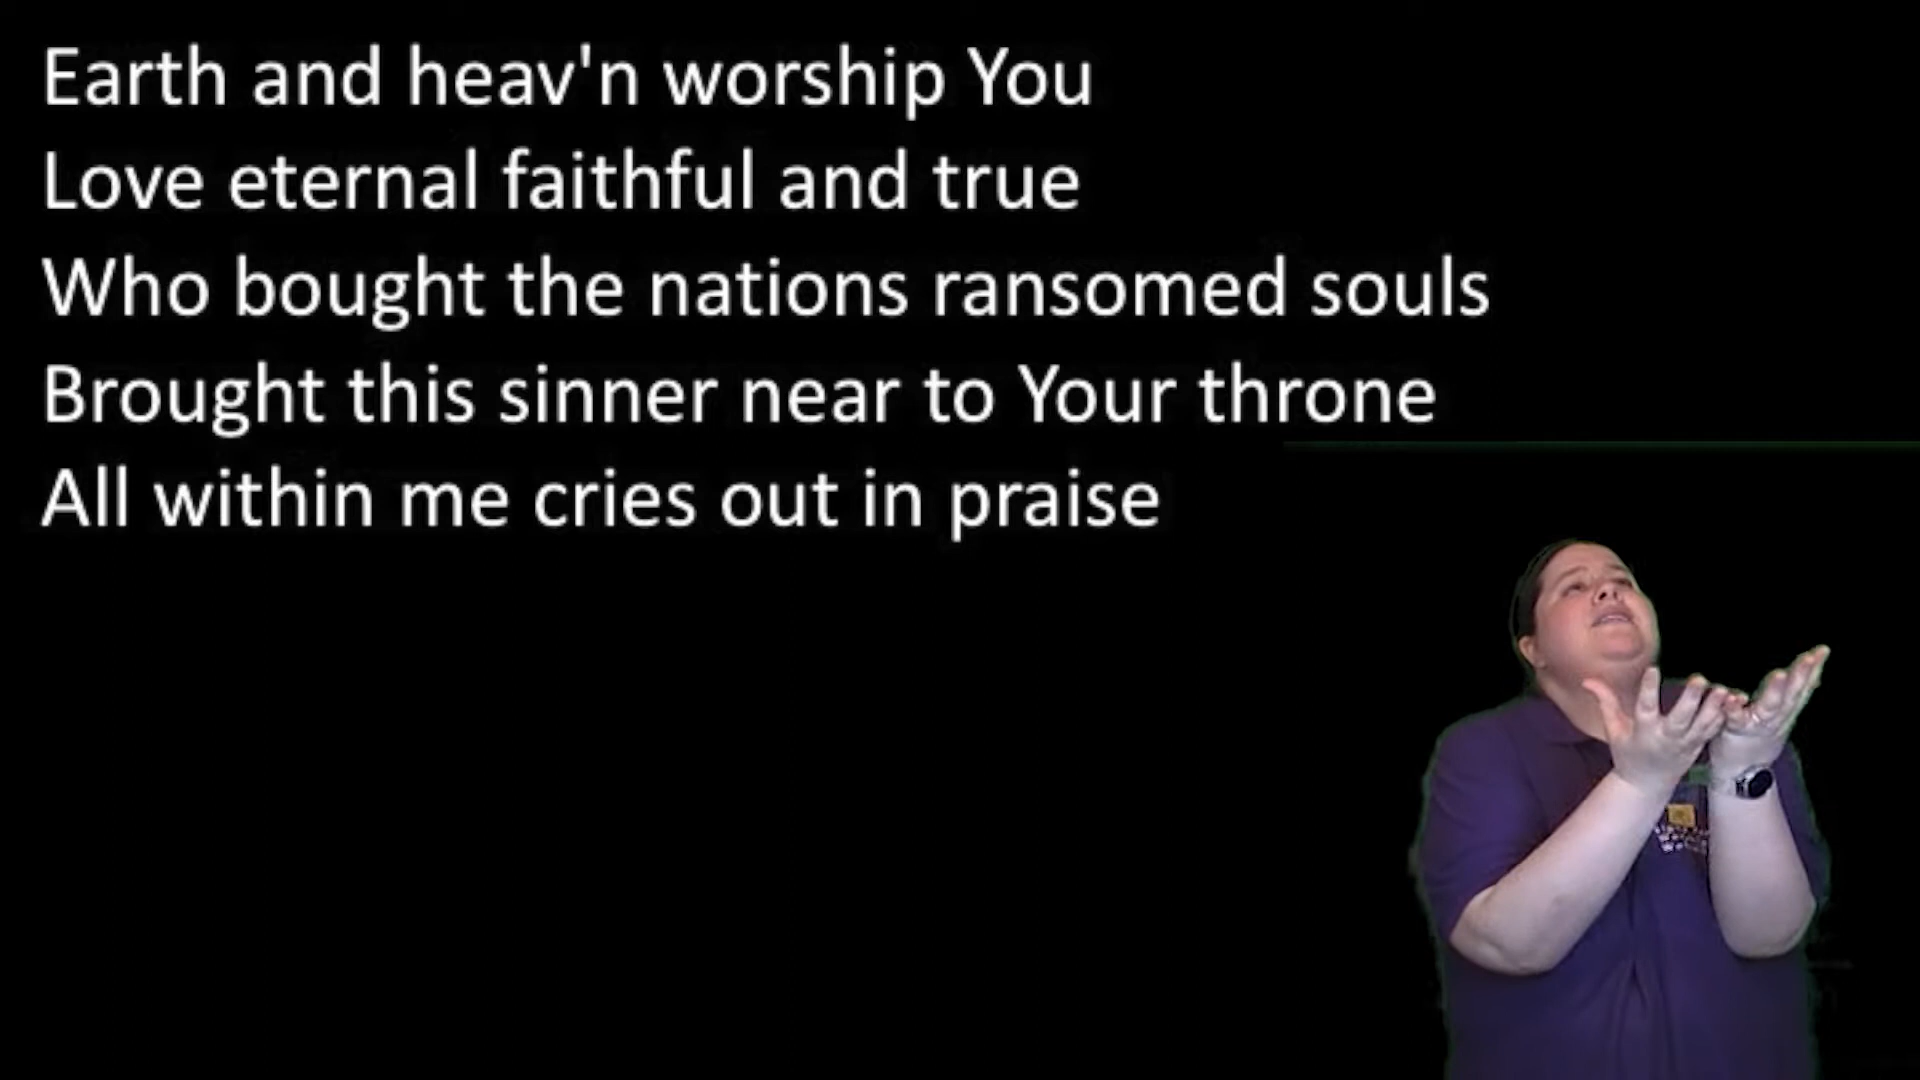 Earth and heav'n worship You
Love eternal faithful and true
Who bought the nations ransomed souls
Brought this sinner near to Your throne
All within me cries out in praise